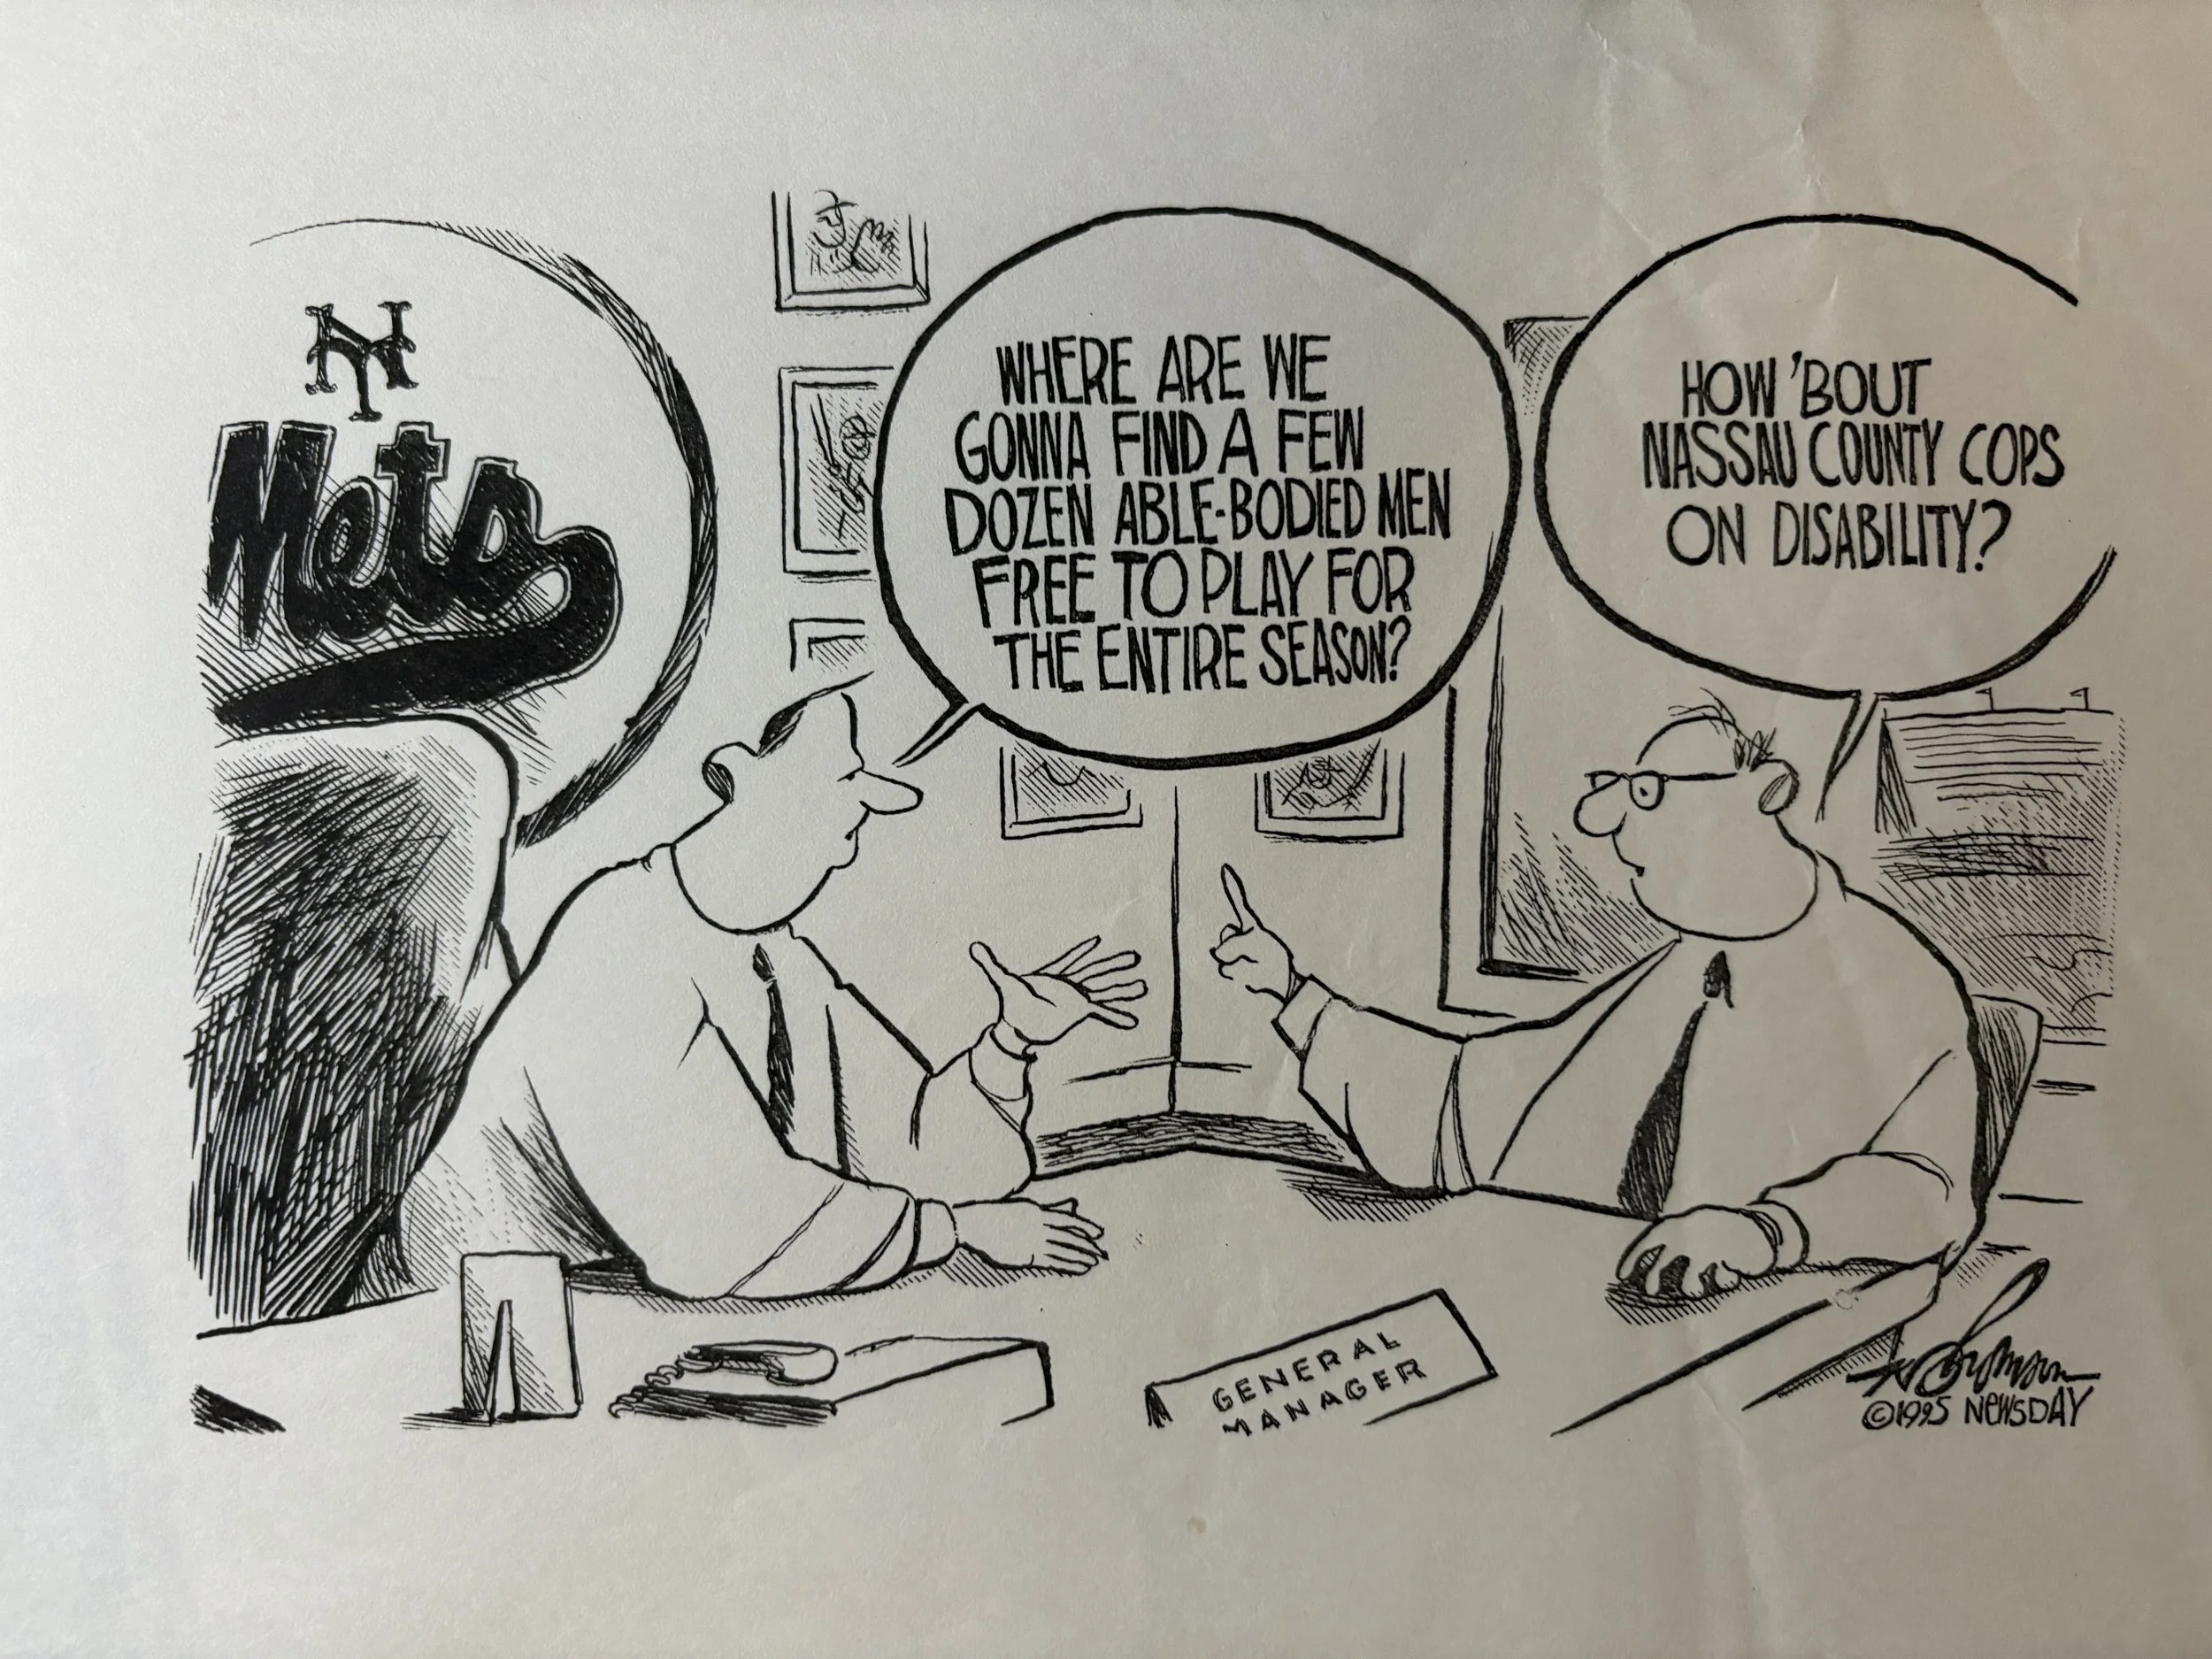 NY
Mets
WHERE ARE WE
GONNA FIND A FEW
DOZEN ABLE-BODIED MEN
FREE TO PLAY FOR
THE ENTIRE SEASON?
HOW 'BOUT
NASSAU COUNTY COPS
ON DISABILITY?
GENERAL
MANAGER
©1995 NEWSDAY